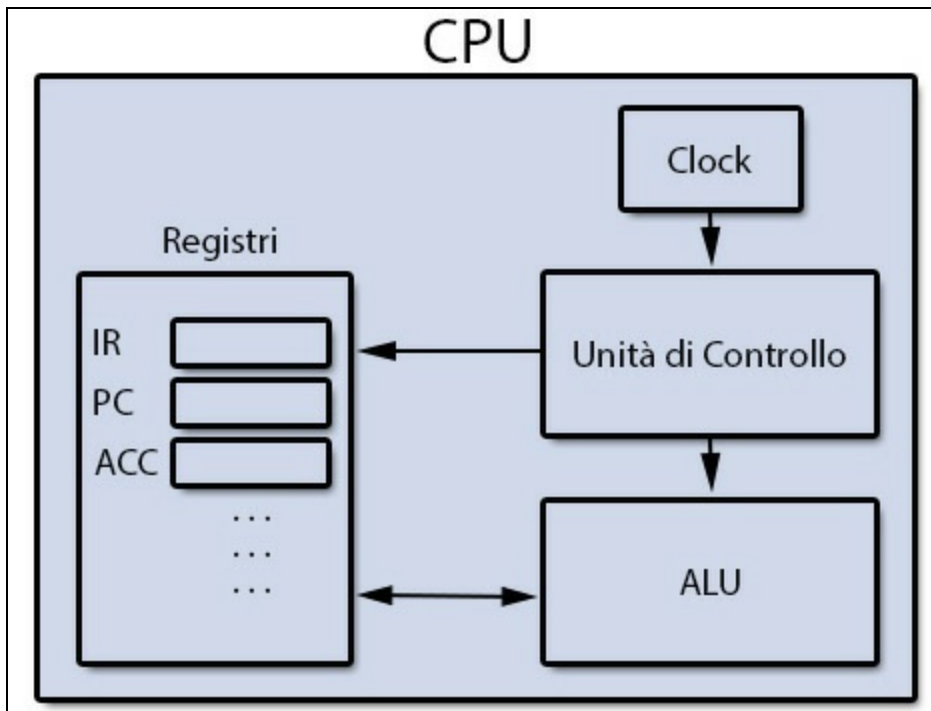 CPU
Clock
Registri
IR
Unità di Controllo
PC
ACC
...
...
...
ALU